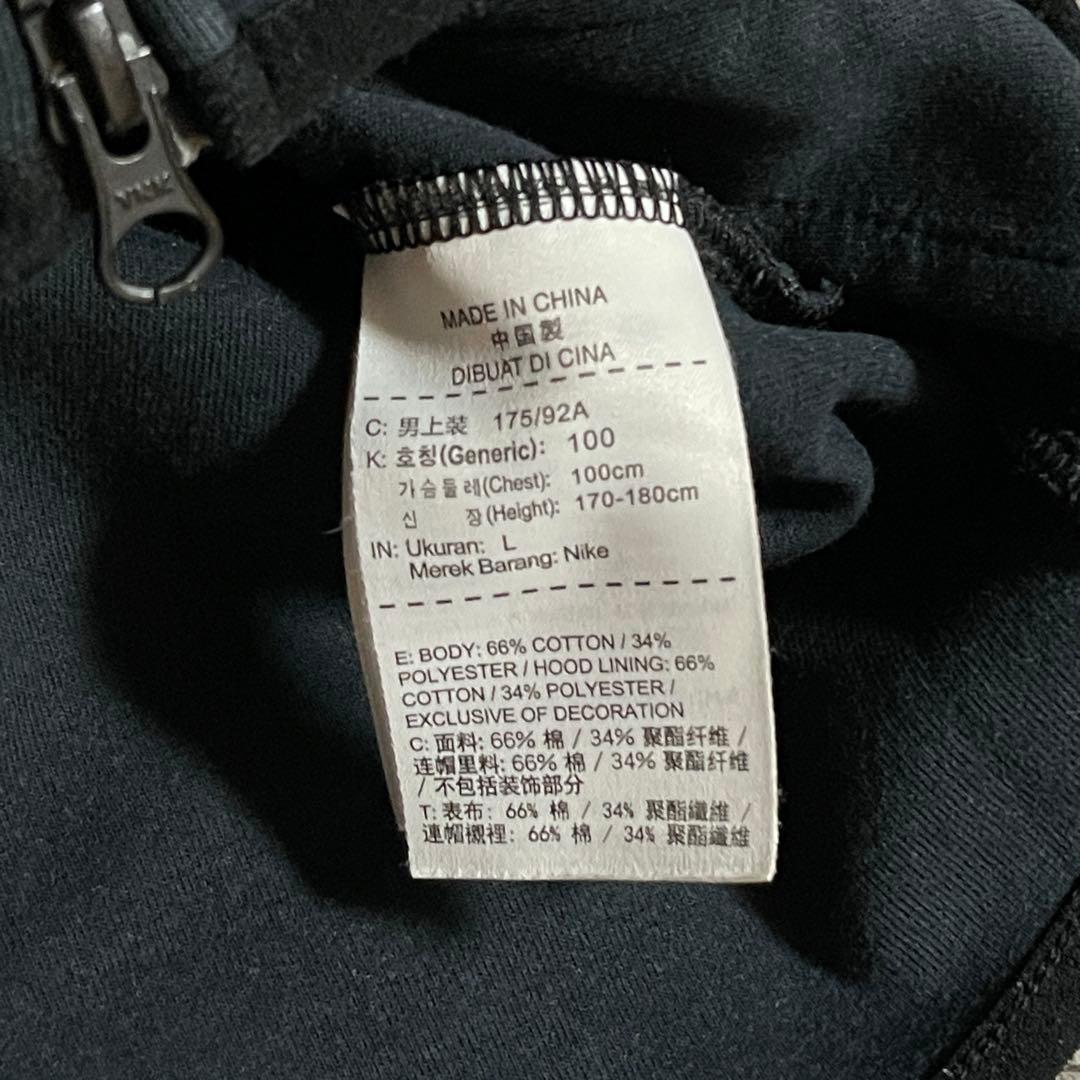 MADE IN CHINA
中国製
DIBUAT DI CINA
C: 男上装 175/92A
K: 호칭(Generic): 100
가슴둘레(Chest): 100cm
신 장(Height): 170-180cm
IN: Ukuran: L
Merek Barang: Nike
E: BODY: 66% COTTON / 34%
POLYESTER / HOOD LINING: 66%
COTTON / 34% POLYESTER /
EXCLUSIVE OF DECORATION
C: 面料: 66% 棉 / 34% 聚酯纤维 /
连帽里料: 66% 棉 / 34% 聚酯纤维
/ 不包括装饰部分
T: 表布: 66% 棉 / 34% 聚酯纖維 /
連帽襯裡: 66% 棉 / 34% 聚酯纖維